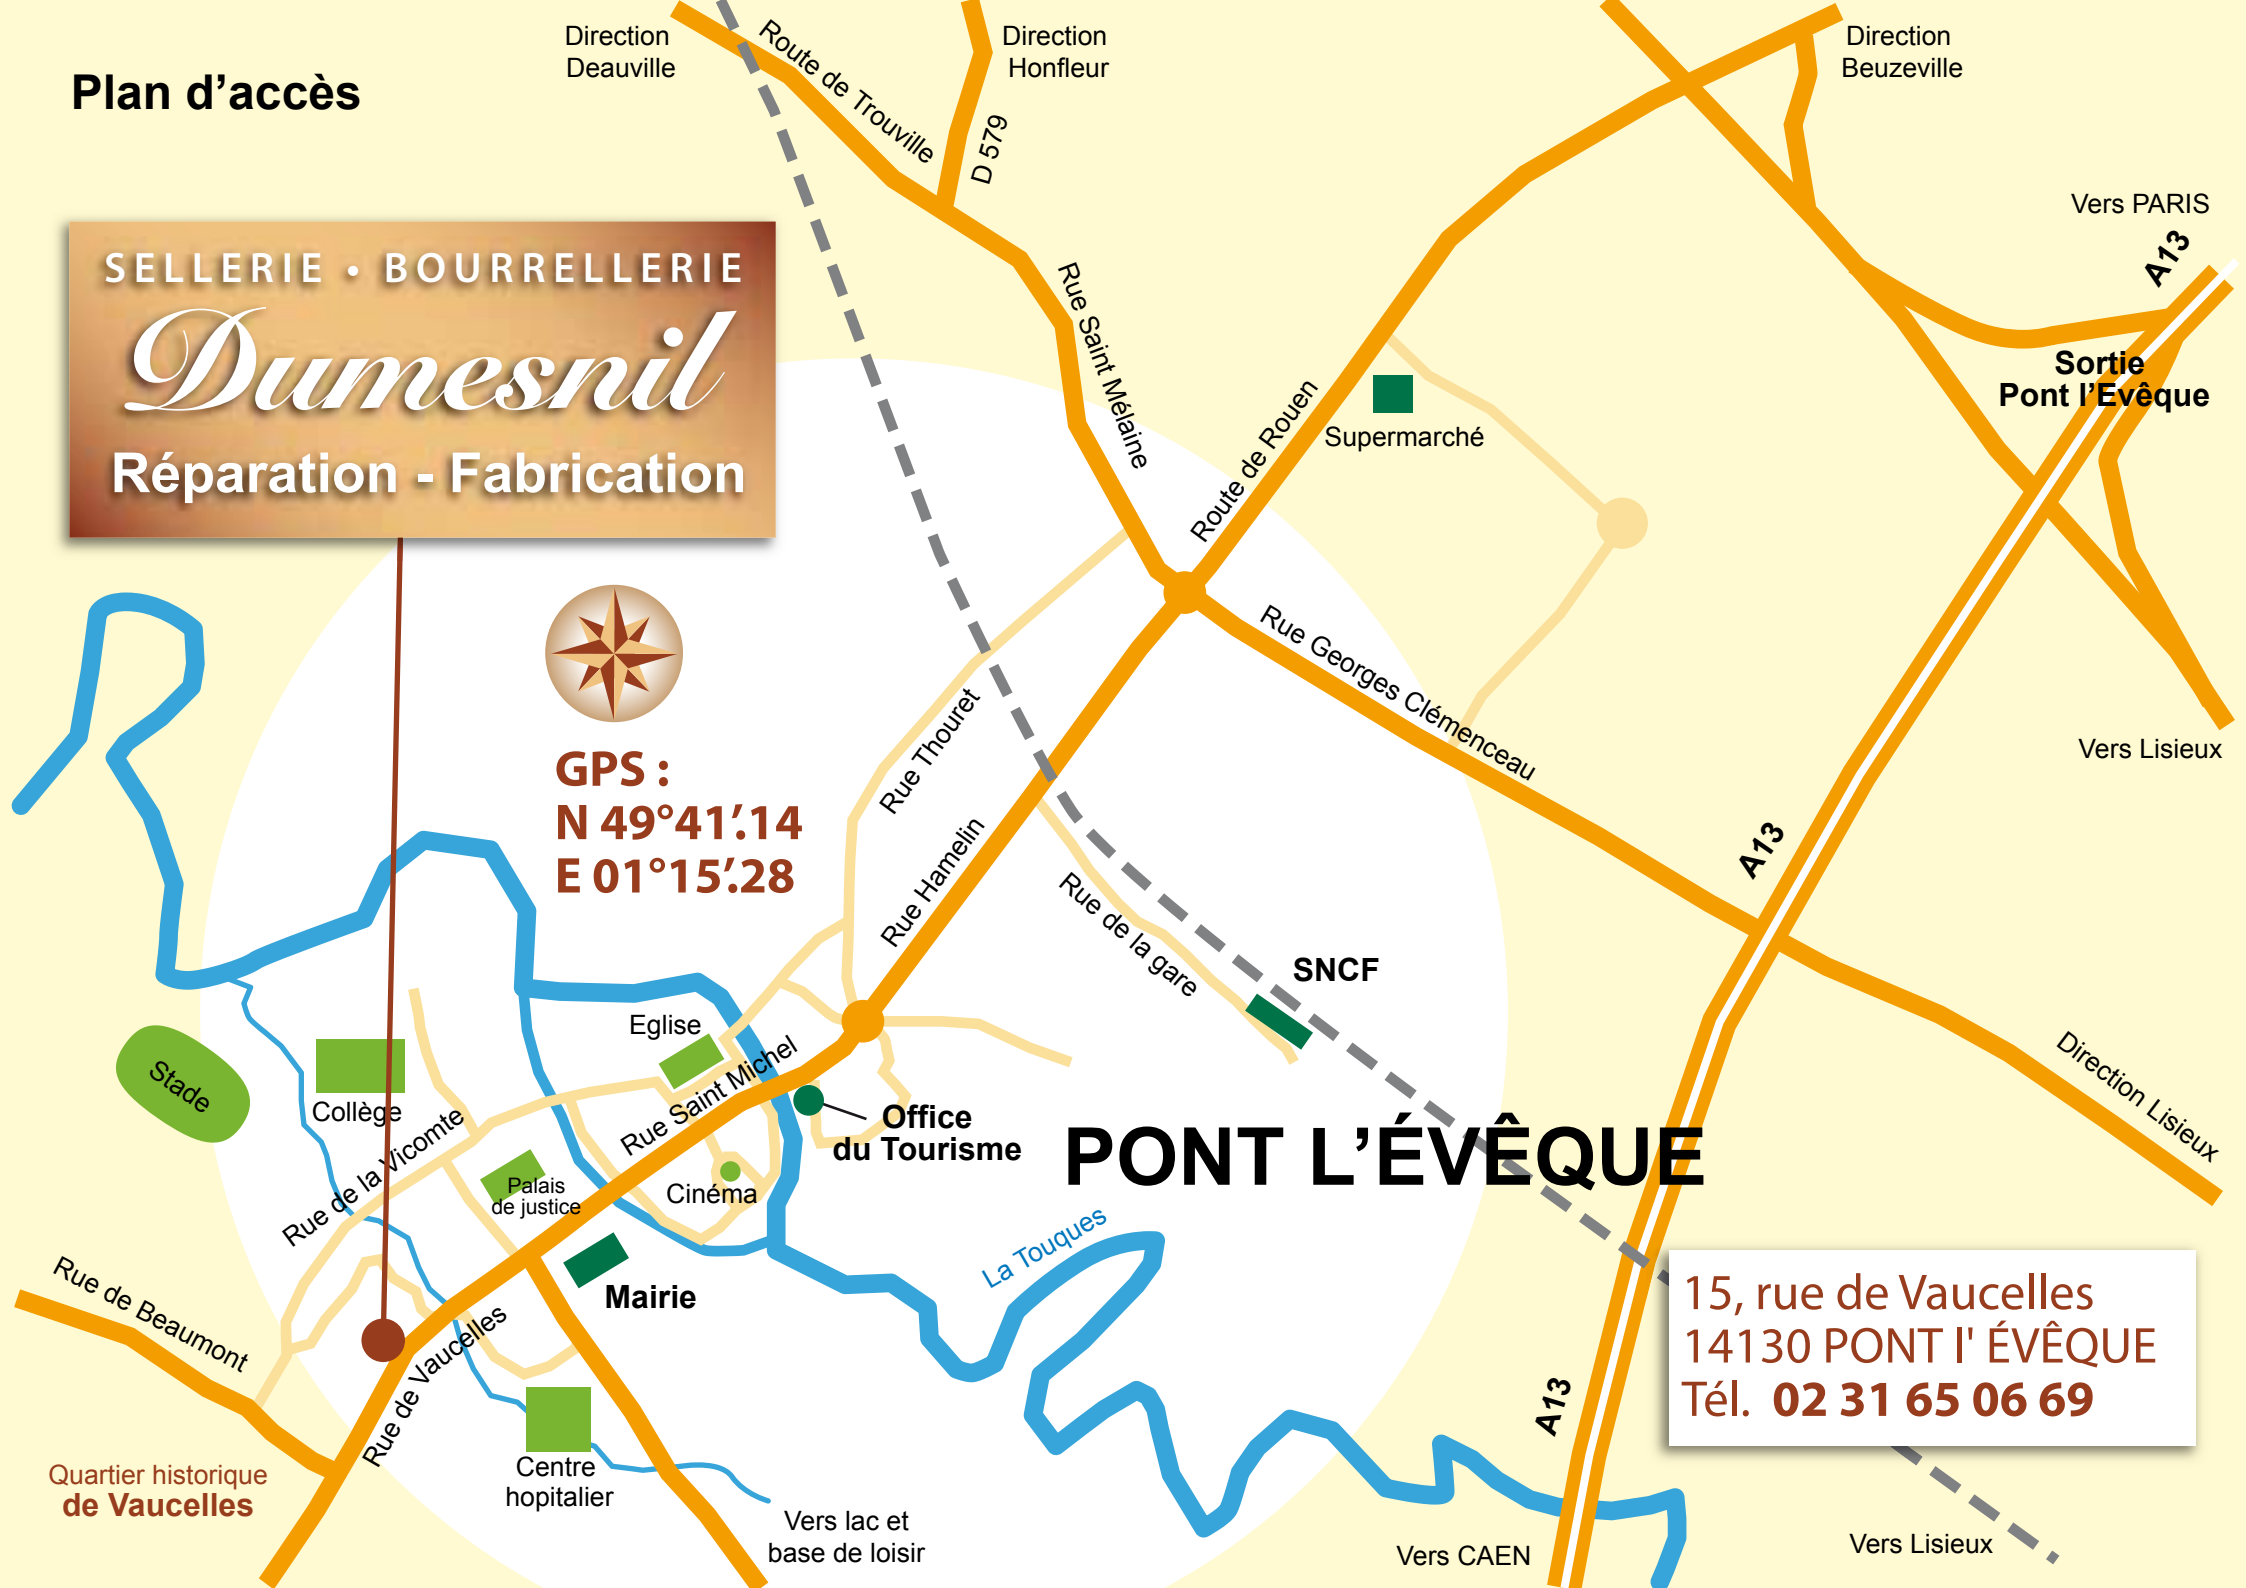 Plan d’accès
Direction
Deauville
Route de Trouville
Direction
Honfleur
D 579
Direction
Beuzeville
Vers PARIS
A13
Sortie
Pont l’Evêque
SELLERIE • BOURRELLERIE
Dumesnil
Réparation - Fabrication
Rue Saint Mélaine
Route de Rouen
Supermarché
Rue Georges Clémenceau
Vers Lisieux
GPS :
N 49°41’.14
E 01°15’.28
Rue Thouret
Rue Hamelin
Rue de la gare
SNCF
A13
Direction Lisieux
Eglise
Stade
Collège
Rue de la Vicomte
Rue Saint Michel
Office
du Tourisme
PONT L’ÉVÊQUE
Palais
de justice
Cinéma
La Touques
Mairie
Rue de Beaumont
Rue de Vaucelles
15, rue de Vaucelles
14130 PONT l' ÉVÊQUE
Tél. 02 31 65 06 69
A13
Quartier historique
de Vaucelles
Centre
hopitalier
Vers lac et
base de loisir
Vers CAEN
Vers Lisieux